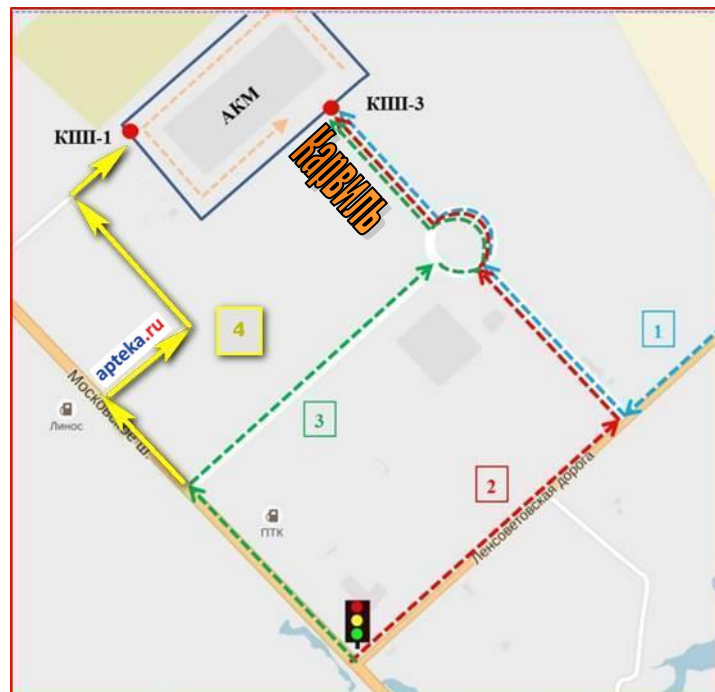 АКМ
КПП-3
КПП-1
Карвиль
1
4
apteka.ru
Московское ш.
Линос
3
2
Ленсоветовская дорога
ПТК